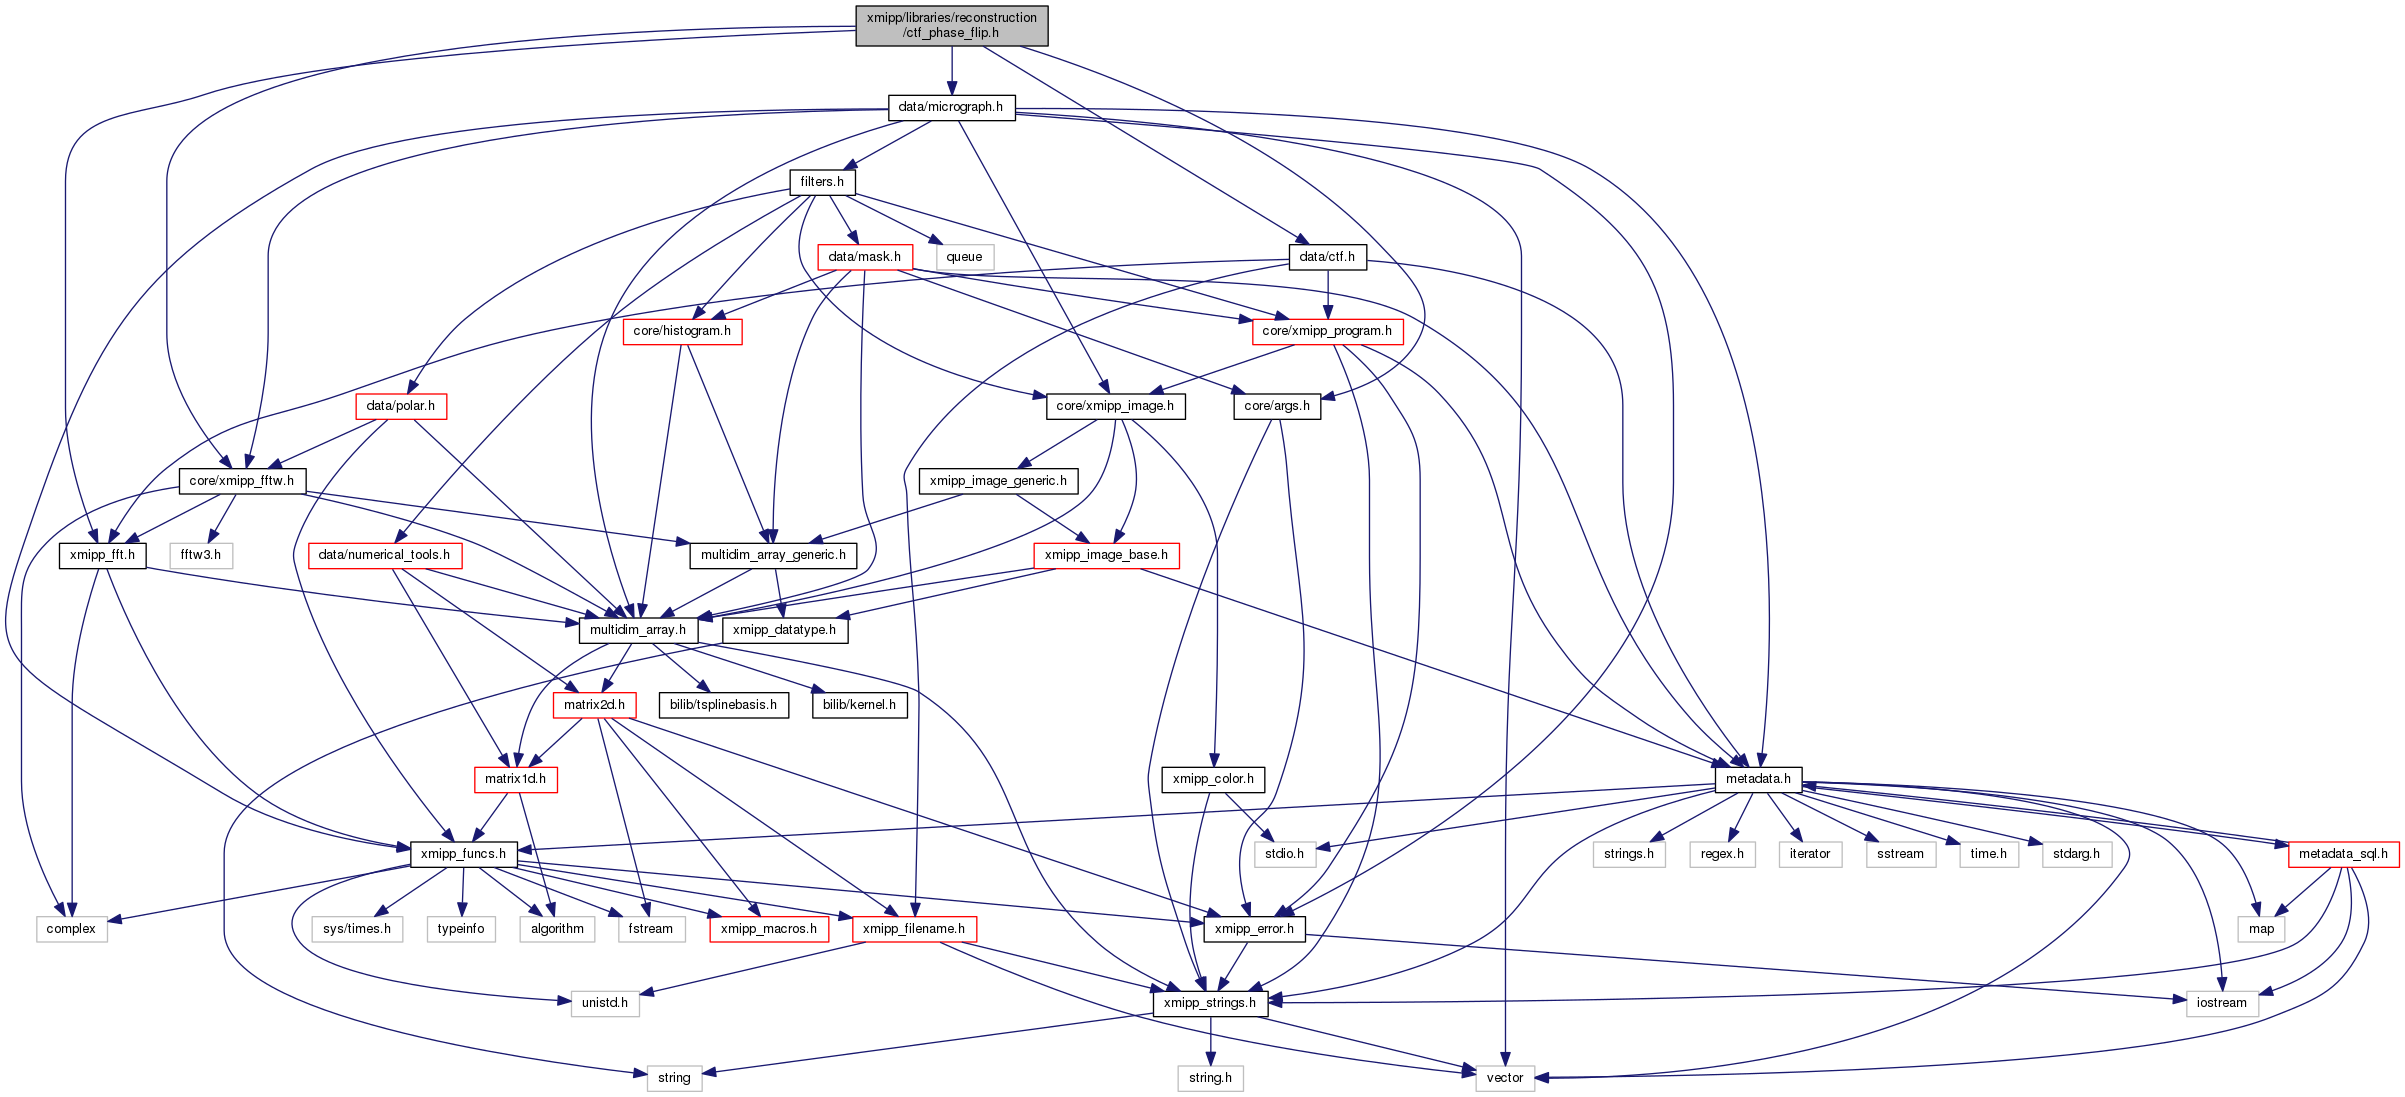 xmipp/libraries/reconstruction
/ctf_phase_flip.h
data/micrograph.h
filters.h
data/mask.h
queue
data/ctf.h
core/histogram.h
core/xmipp_program.h
data/polar.h
core/xmipp_image.h
core/args.h
core/xmipp_fftw.h
xmipp_image_generic.h
xmipp_fft.h
fftw3.h
data/numerical_tools.h
multidim_array_generic.h
xmipp_image_base.h
multidim_array.h
xmipp_datatype.h
matrix2d.h
bilib/tsplinebasis.h
bilib/kernel.h
matrix1d.h
xmipp_color.h
metadata.h
xmipp_funcs.h
stdio.h
strings.h
regex.h
iterator
sstream
time.h
stdarg.h
metadata_sql.h
complex
sys/times.h
typeinfo
algorithm
fstream
xmipp_macros.h
xmipp_filename.h
xmipp_error.h
map
unistd.h
xmipp_strings.h
iostream
string
string.h
vector